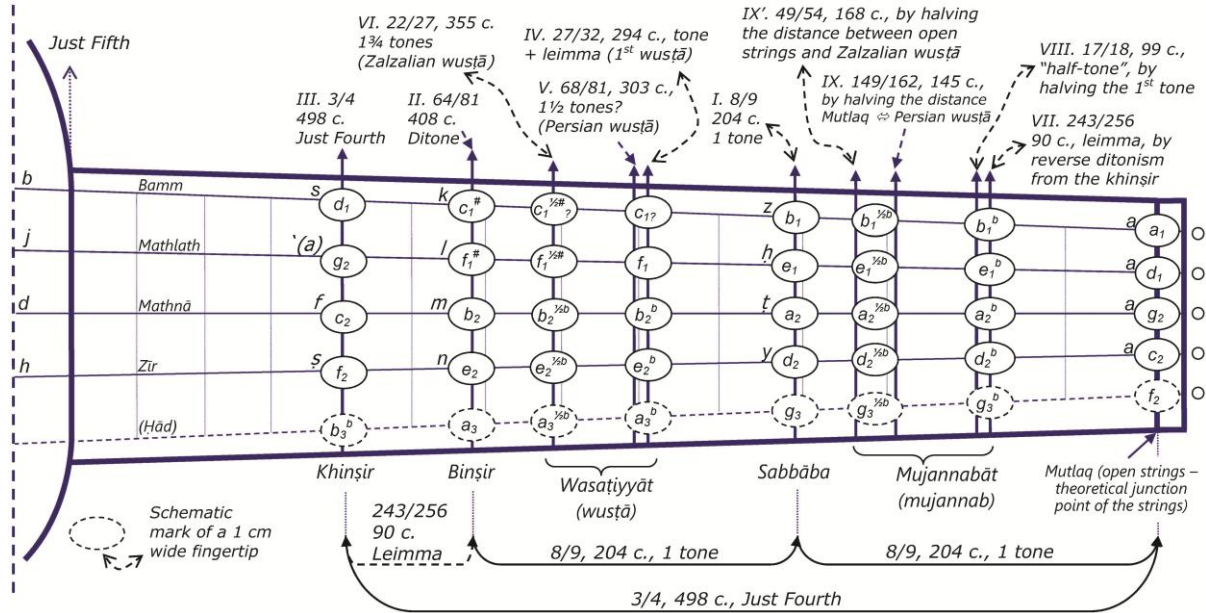 Just Fifth
VI. 22/27, 355 c.
1¾ tones
(Zalzalian wusṭā)
IV. 27/32, 294 c., tone
+ leimma (1st wusṭā)
V. 68/81, 303 c.,
1½ tones?
(Persian wusṭā)
IX'. 49/54, 168 c., by halving
the distance between open
strings and Zalzalian wusṭā
IX. 149/162, 145 c.,
by halving the distance
Mutlaq ⇔ Persian wusṭā
VIII. 17/18, 99 c.,
“half-tone”, by
halving the 1st tone
III. 3/4
498 c.
Just Fourth
II. 64/81
408 c.
Ditone
I. 8/9
204 c.
1 tone
VII. 243/256
90 c., leimma, by
reverse ditonism
from the khinṣir
b Bamm s d1 k c1# c1½#? c1? z b1 b1½b b1b a a1
j Mathlath `(a) g2 l f1# f1½# f1 ḥ e1 e1½b e1b a d1
d Mathnā f c2 m b2 b2½b b2b ṭ a2 a2½b a2b a g2
h Zīr ṣ f2 n e2 e2½b e2b y d2 d2½b d2b a c2
(Ḥād) b3b a3 a3½b a3b g3 g3½b g3b f2
Khinṣir
Binṣir
Wasaṭiyyāt
(wusṭā)
Sabbāba
Mujannabāt
(mujannab)
Mutlaq (open strings –
theoretical junction
point of the strings)
Schematic
mark of a 1 cm
wide fingertip
243/256
90 c.
Leimma
8/9, 204 c., 1 tone
8/9, 204 c., 1 tone
3/4, 498 c., Just Fourth